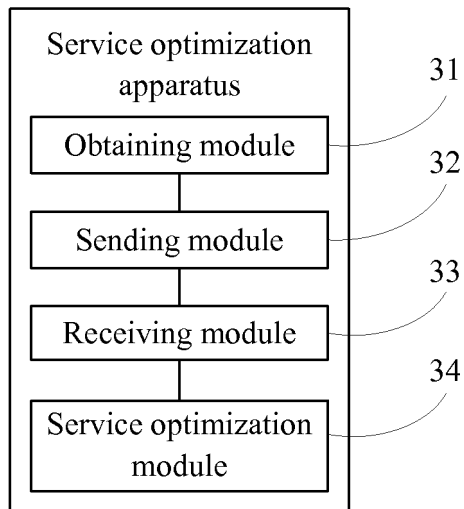 Service optimization
apparatus
Obtaining module
31
Sending module
32
Receiving module
33
Service optimization
module
34